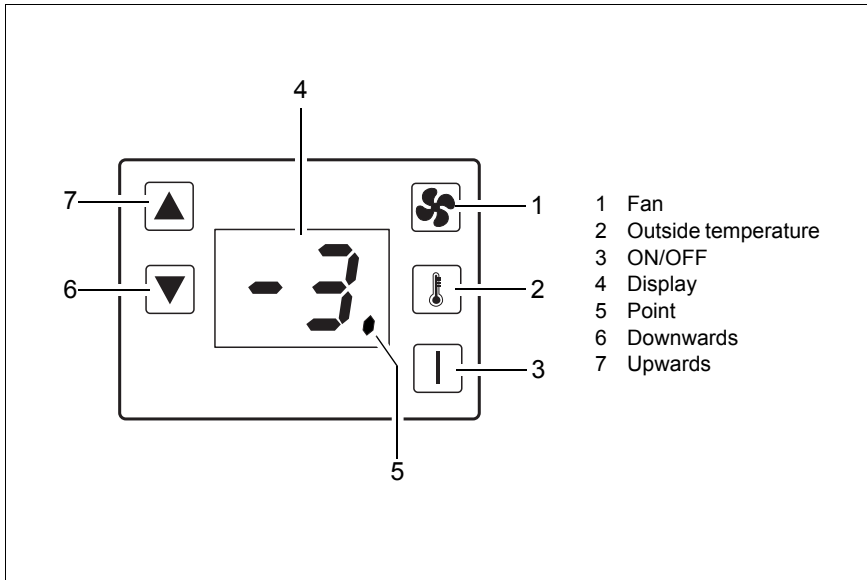 4
7
1
-3.
6
2
3
5
1 Fan
2 Outside temperature
3 ON/OFF
4 Display
5 Point
6 Downwards
7 Upwards